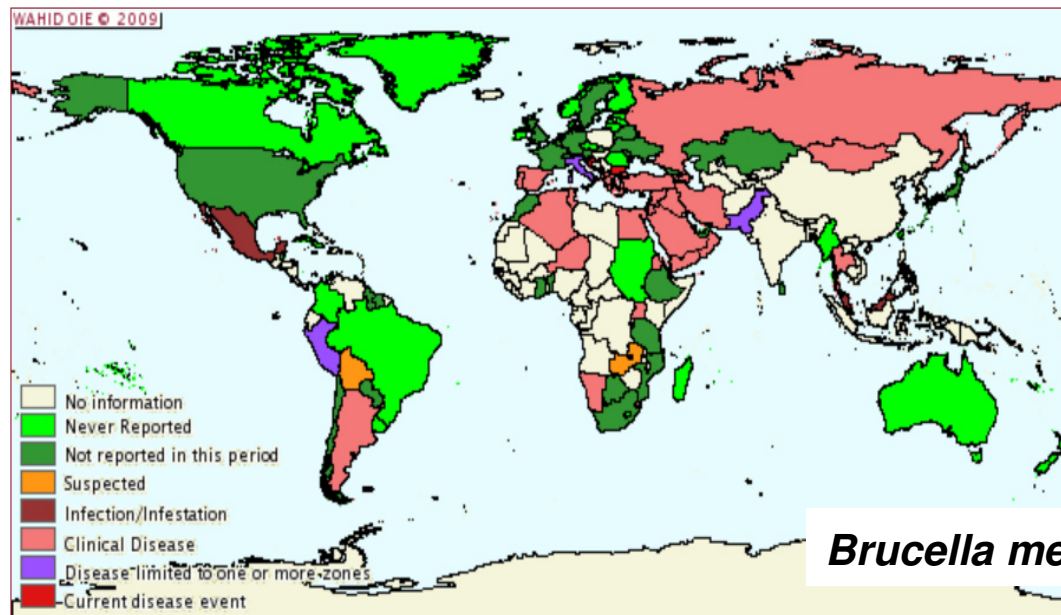 WAHID OIE © 2009
No information
Never Reported
Not reported in this period
Suspected
Infection/Infestation
Clinical Disease
Disease limited to one or more zones
Current disease event
Brucella me